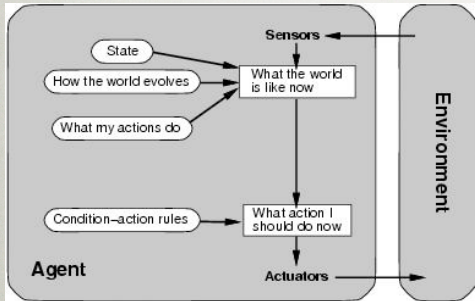 Sensors
State
How the world evolves
What my actions do
What the world
is like now
Condition-action rules
What action I
should do now
Agent
Actuators
Environment